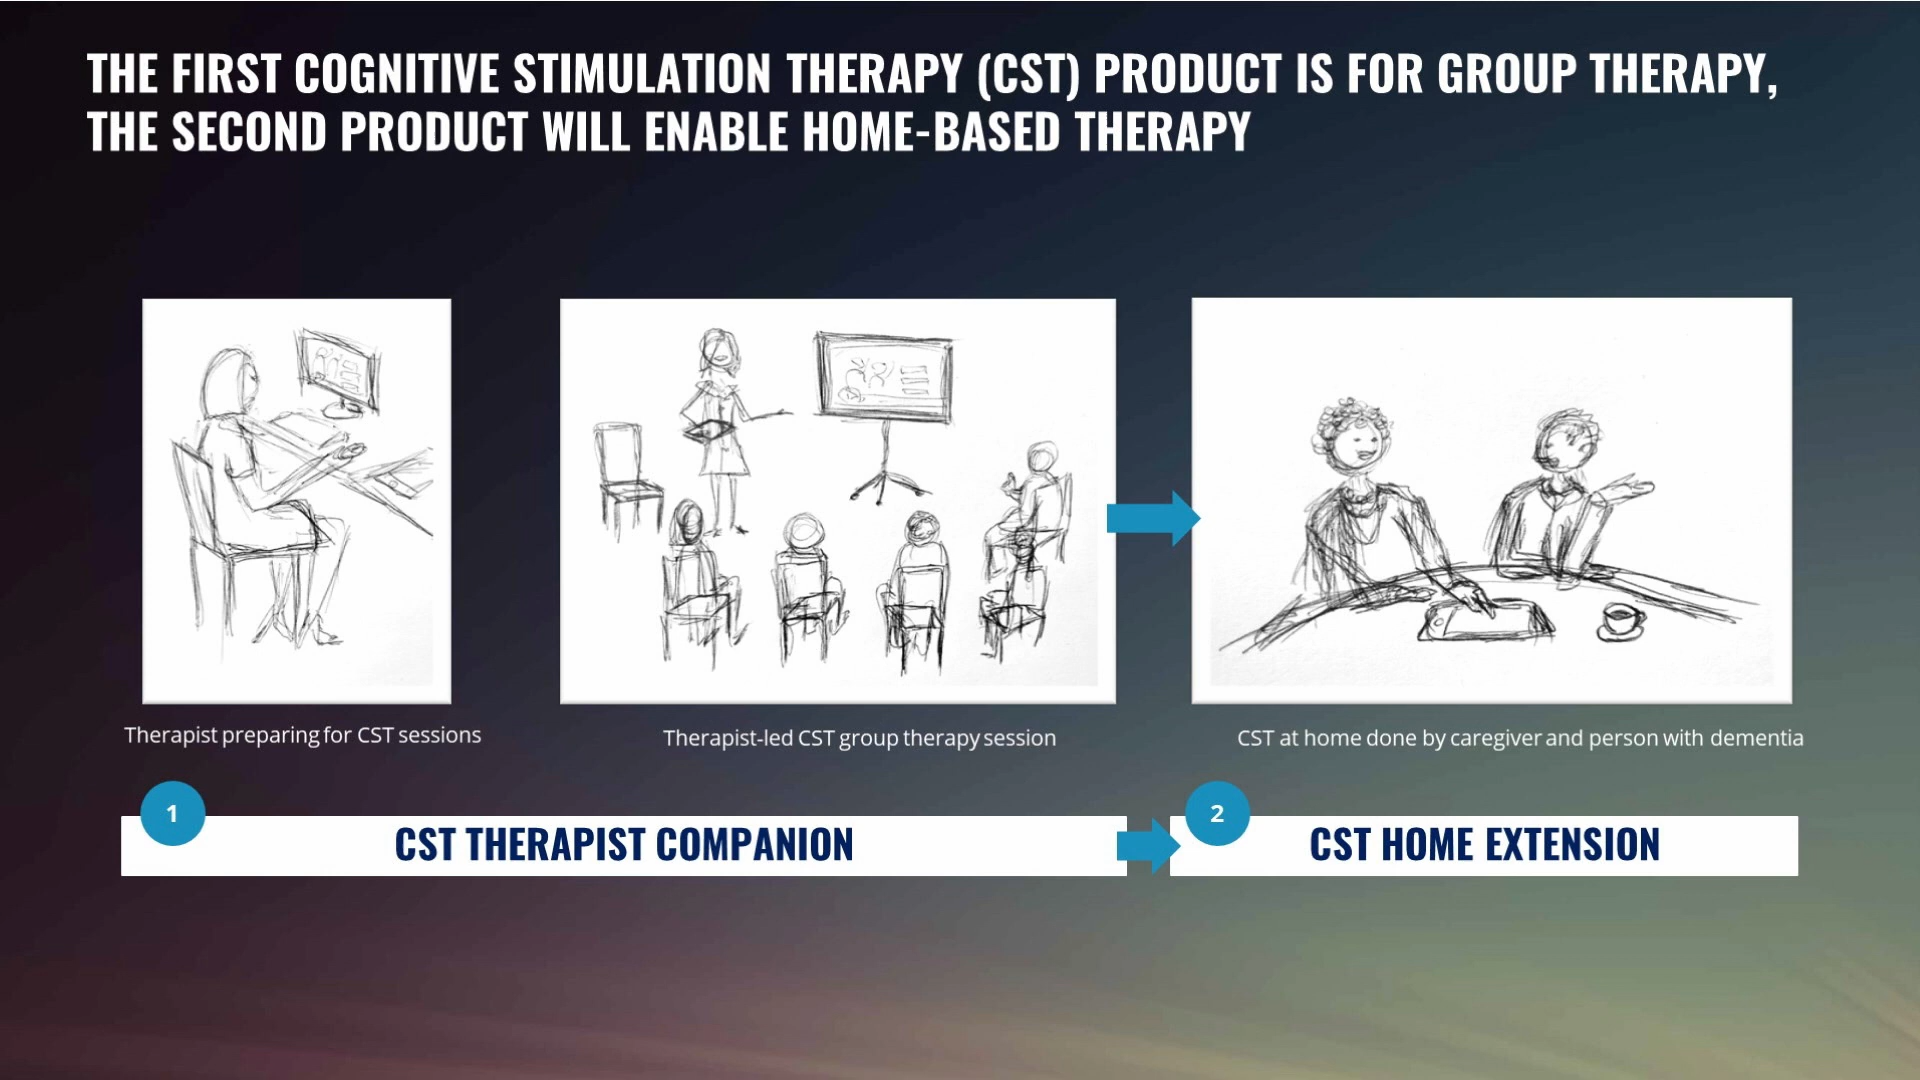 THE FIRST COGNITIVE STIMULATION THERAPY (CST) PRODUCT IS FOR GROUP THERAPY,
THE SECOND PRODUCT WILL ENABLE HOME-BASED THERAPY
Therapist preparing for CST sessions
Therapist-led CST group therapy session
CST at home done by caregiver and person with dementia
1
CST THERAPIST COMPANION
2
CST HOME EXTENSION